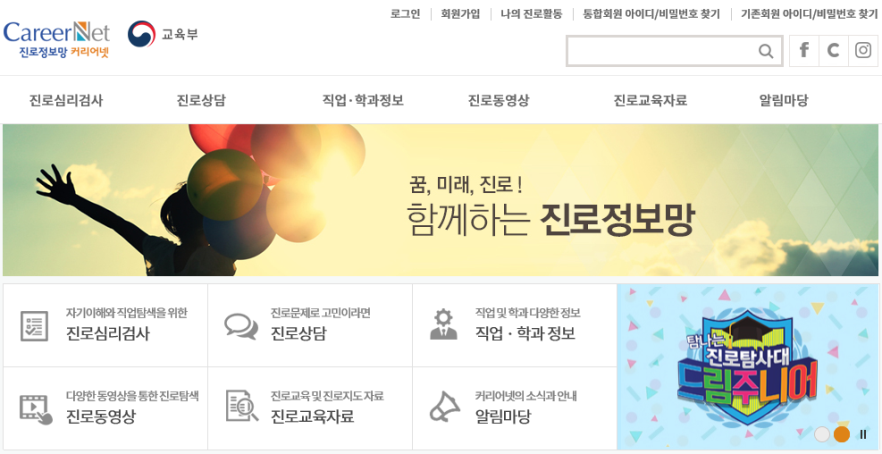 로그인 회원가입 나의 진로활동 통합회원 아이디/비밀번호 찾기 기존회원 아이디/비밀번호 찾기
CareerNet
진로정보망 커리어넷
교육부
진로심리검사 진로상담 직업·학과정보 진로동영상 진로교육자료 알림마당
꿈, 미래, 진로!
함께하는 진로정보망
자기이해와 직업탐색을 위한
진로심리검사
진로문제로 고민이라면
진로상담
직업 및 학과 다양한 정보
직업·학과 정보
다양한 동영상을 통한 진로탐색
진로동영상
진로교육 및 진로지도 자료
진로교육자료
커리어넷의 소식과 안내
알림마당
탐나는
진로탐사대
드림주니어